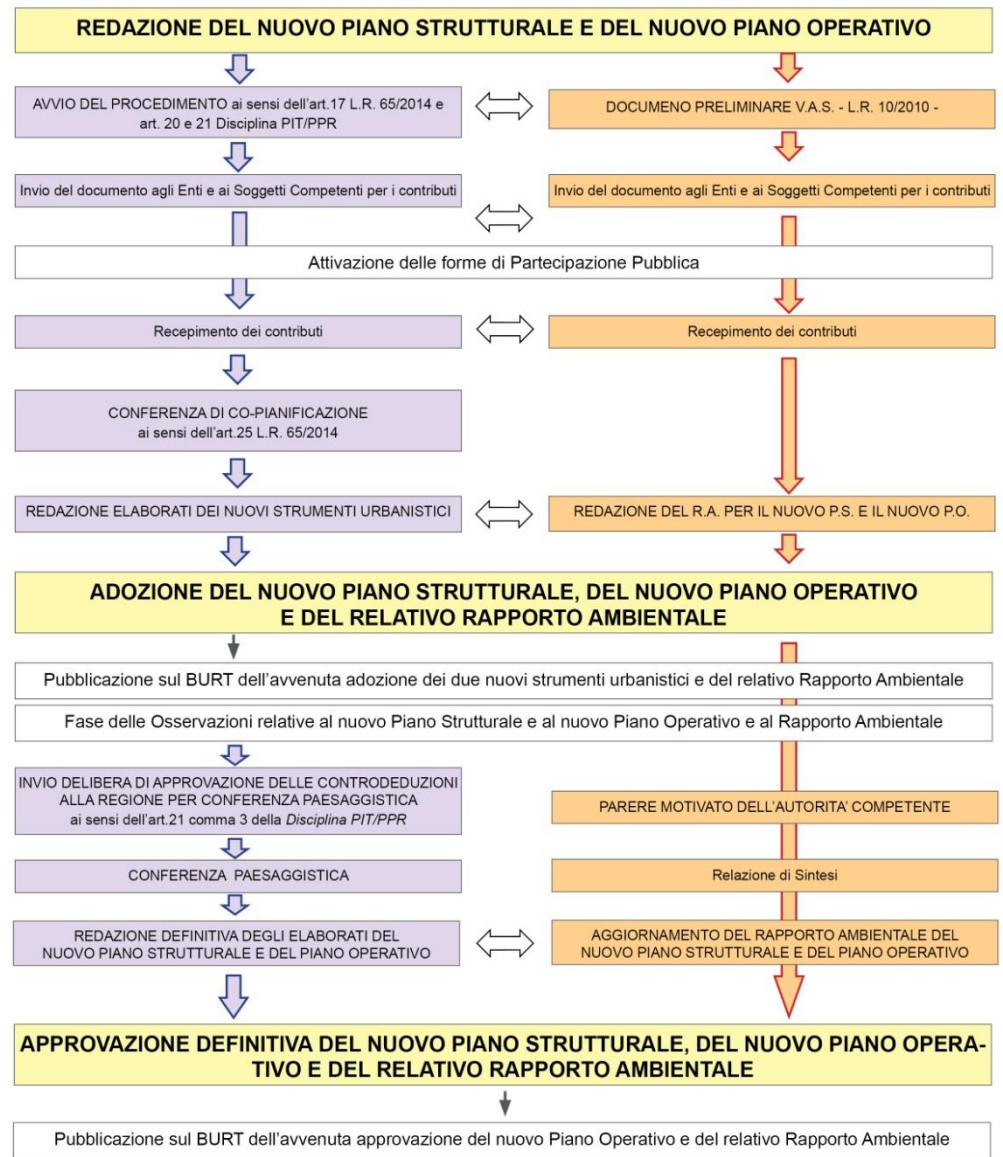 REDAZIONE DEL NUOVO PIANO STRUTTURALE E DEL NUOVO PIANO OPERATIVO
AVVIO DEL PROCEDIMENTO ai sensi dell'art.17 L.R. 65/2014 e
art. 20 e 21 Disciplina PIT/PPR
DOCUMENO PRELIMINARE V.A.S. - L.R. 10/2010 -
Invio del documento agli Enti e ai Soggetti Competenti per i contributi
Invio del documento agli Enti e ai Soggetti Competenti per i contributi
Attivazione delle forme di Partecipazione Pubblica
Recepimento dei contributi
Recepimento dei contributi
CONFERENZA DI CO-PIANIFICAZIONE
ai sensi dell'art.25 L.R. 65/2014
REDAZIONE ELABORATI DEI NUOVI STRUMENTI URBANISTICI
REDAZIONE DEL R.A. PER IL NUOVO P.S. E IL NUOVO P.O.
ADOZIONE DEL NUOVO PIANO STRUTTURALE, DEL NUOVO PIANO OPERATIVO
E DEL RELATIVO RAPPORTO AMBIENTALE
Pubblicazione sul BURT dell'avvenuta adozione dei due nuovi strumenti urbanistici e del relativo Rapporto Ambientale
Fase delle Osservazioni relative al nuovo Piano Strutturale e al nuovo Piano Operativo e al Rapporto Ambientale
INVIO DELIBERA DI APPROVAZIONE DELLE CONTRODEDUZIONI
ALLA REGIONE PER CONFERENZA PAESAGGISTICA
ai sensi dell'art.21 comma 3 della Disciplina PIT/PPR
PARERE MOTIVATO DELL'AUTORITA' COMPETENTE
CONFERENZA PAESAGGISTICA
Relazione di Sintesi
REDAZIONE DEFINITIVA DEGLI ELABORATI DEL
NUOVO PIANO STRUTTURALE E DEL PIANO OPERATIVO
AGGIORNAMENTO DEL RAPPORTO AMBIENTALE DEL
NUOVO PIANO STRUTTURALE E DEL PIANO OPERATIVO
APPROVAZIONE DEFINITIVA DEL NUOVO PIANO STRUTTURALE, DEL NUOVO PIANO OPERA-
TIVO E DEL RELATIVO RAPPORTO AMBIENTALE
Pubblicazione sul BURT dell'avvenuta approvazione del nuovo Piano Operativo e del relativo Rapporto Ambientale